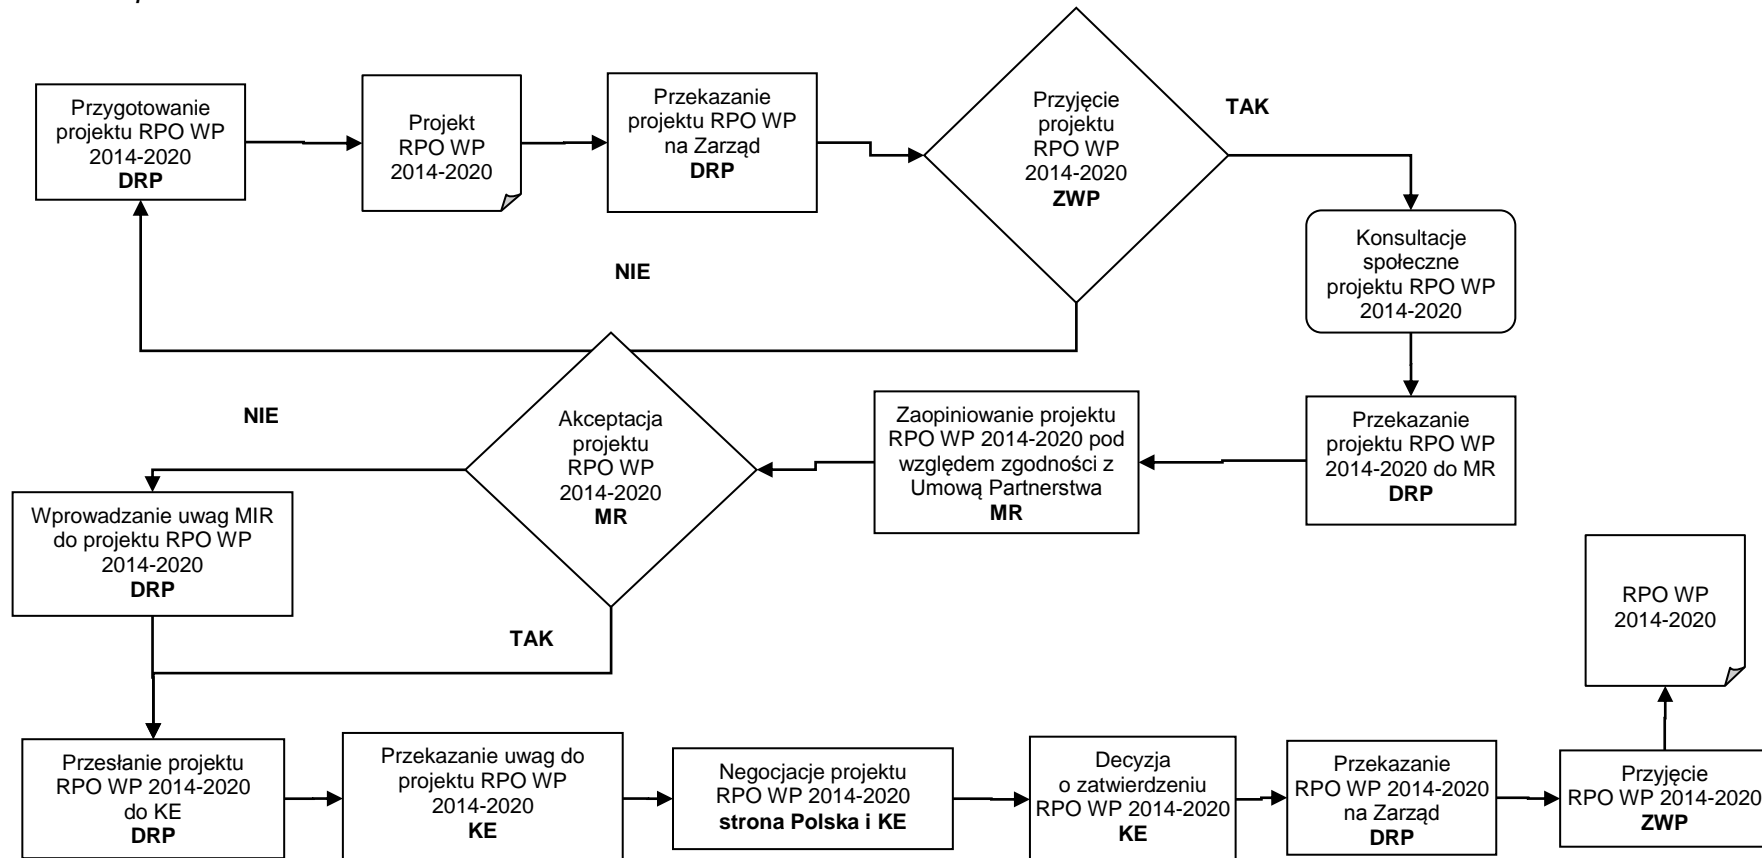 Przygotowanie
projektu RPO WP
2014-2020
DRP
Projekt
RPO WP
2014-2020
Przekazanie
projektu RPO WP
na Zarząd
DRP
Przyjęcie
projektu
RPO WP
2014-2020
ZWP
TAK
NIE
Konsultacje
społeczne
projektu RPO WP
2014-2020
Przekazanie
projektu RPO WP
2014-2020 do MR
DRP
Zaopiniowanie projektu
RPO WP 2014-2020 pod
względem zgodności z
Umową Partnerstwa
MR
Akceptacja
projektu
RPO WP
2014-2020
MR
NIE
Wprowadzanie uwag MIR
do projektu RPO WP
2014-2020
DRP
TAK
Przesłanie projektu
RPO WP 2014-2020
do KE
DRP
Przekazanie uwag do
projektu RPO WP
2014-2020
KE
Negocjacje projektu
RPO WP 2014-2020
strona Polska i KE
Decyzja
o zatwierdzeniu
RPO WP 2014-2020
KE
Przekazanie
RPO WP 2014-2020
na Zarząd
DRP
Przyjęcie
RPO WP 2014-2020
ZWP
RPO WP
2014-2020